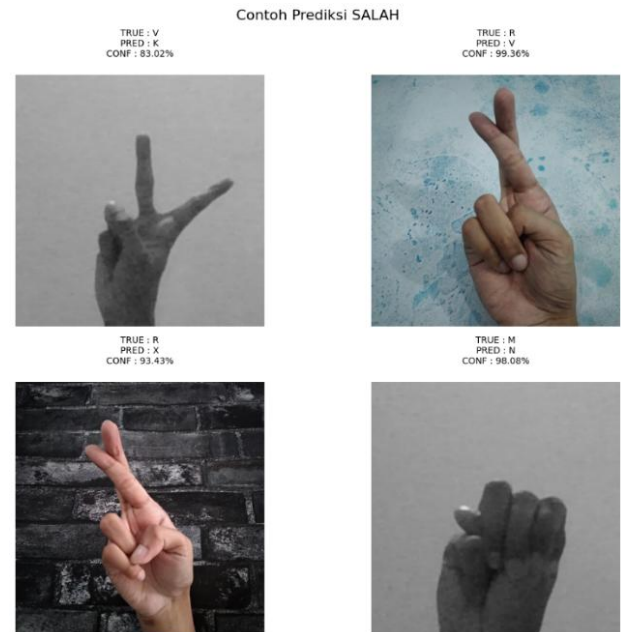 Contoh Prediksi SALAH
TRUE : V
PRED : K
CONF : 83.02%
TRUE : R
PRED : V
CONF : 99.36%
TRUE : R
PRED : X
CONF : 93.43%
TRUE : M
PRED : N
CONF : 98.08%